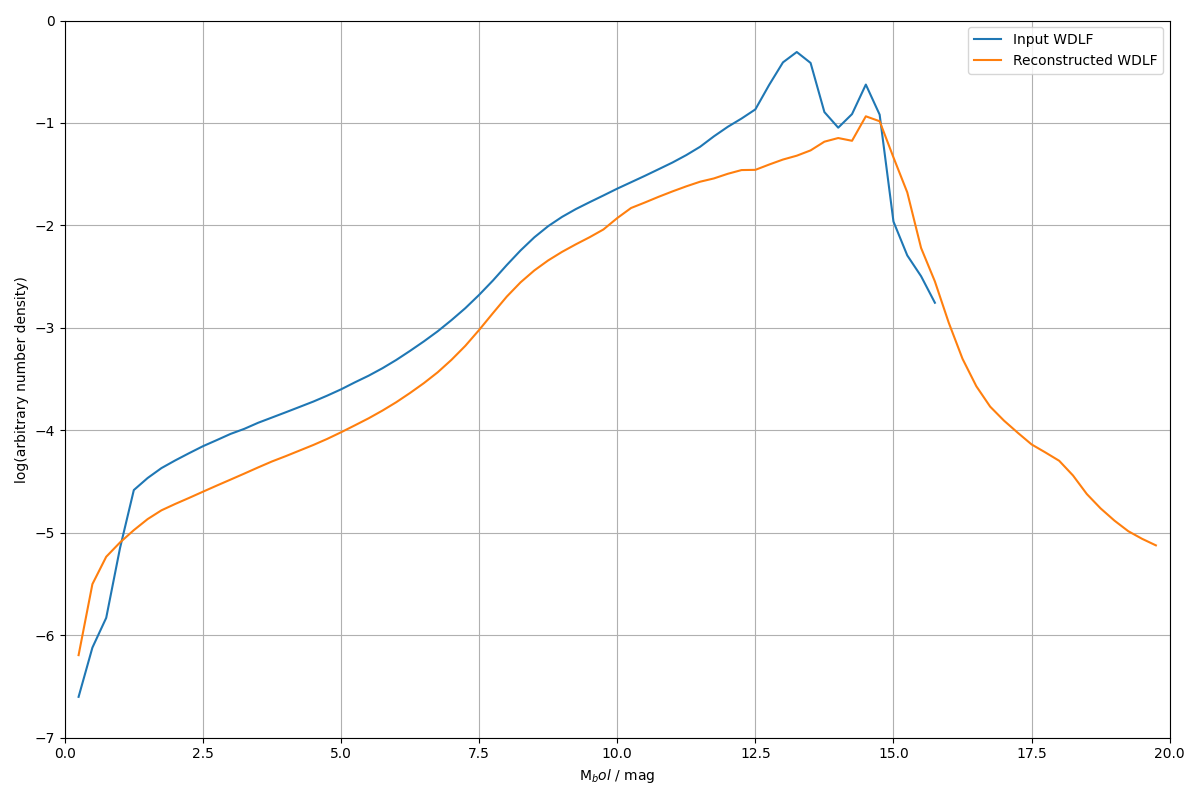 0
−1
−2
−3
−4
−5
−6
−7
log(arbitrary number density)
Input WDLF
Reconstructed WDLF
0.0 2.5 5.0 7.5 10.0 12.5 15.0 17.5 20.0
M_bol / mag